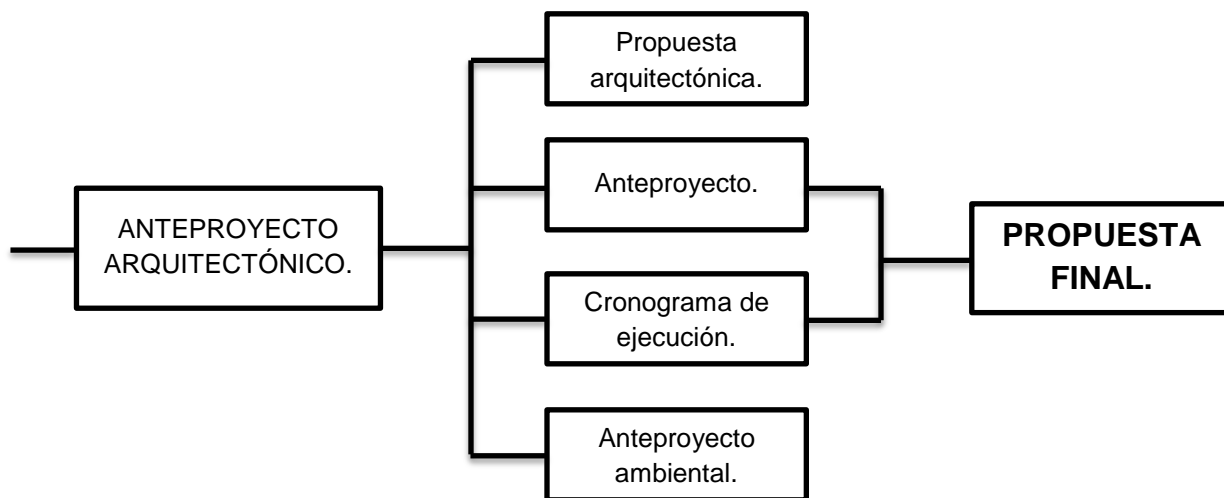 Propuesta
arquitectónica.
Anteproyecto.
ANTEPROYECTO
ARQUITECTÓNICO.
PROPUESTA
FINAL.
Cronograma de
ejecución.
Anteproyecto
ambiental.